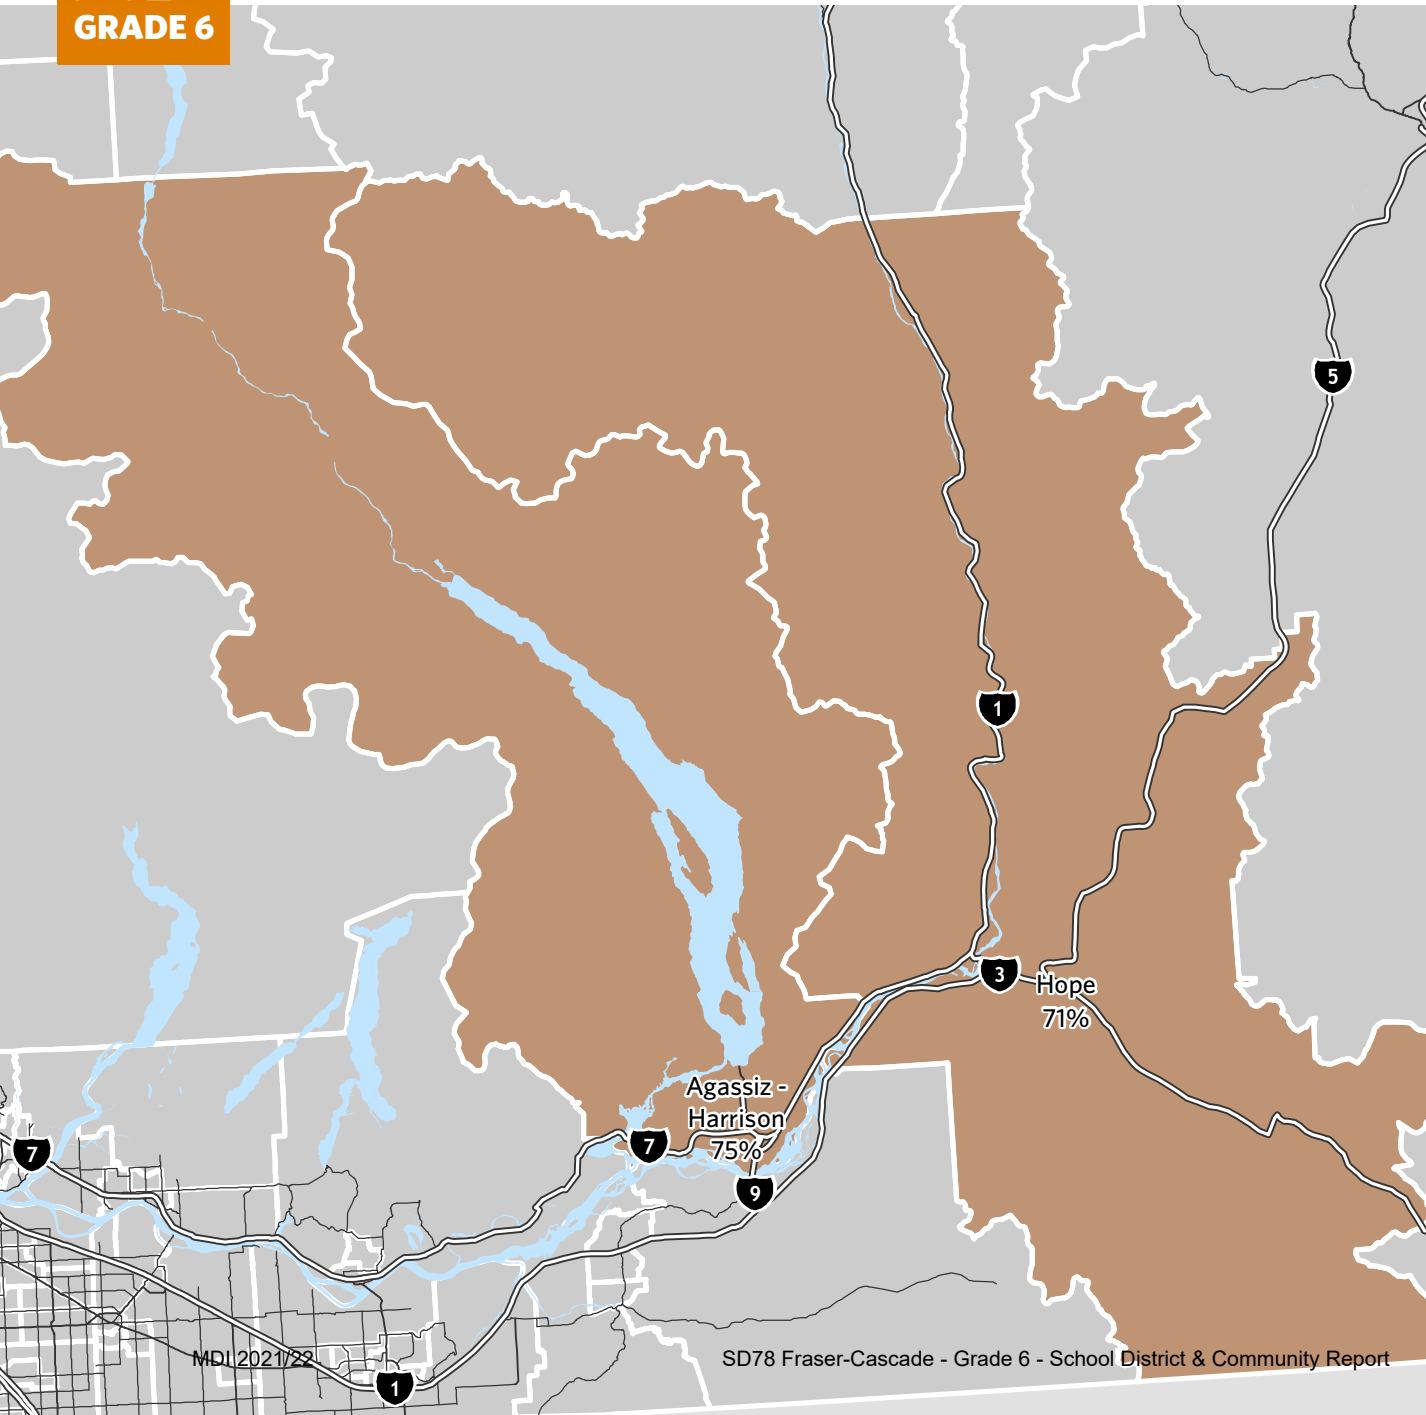 GRADE 6
5
1
3
Hope
71%
Agassiz -
Harrison
75%
7
7
9
MDI 2021/22
SD78 Fraser-Cascade - Grade 6 - School District & Community Report
1